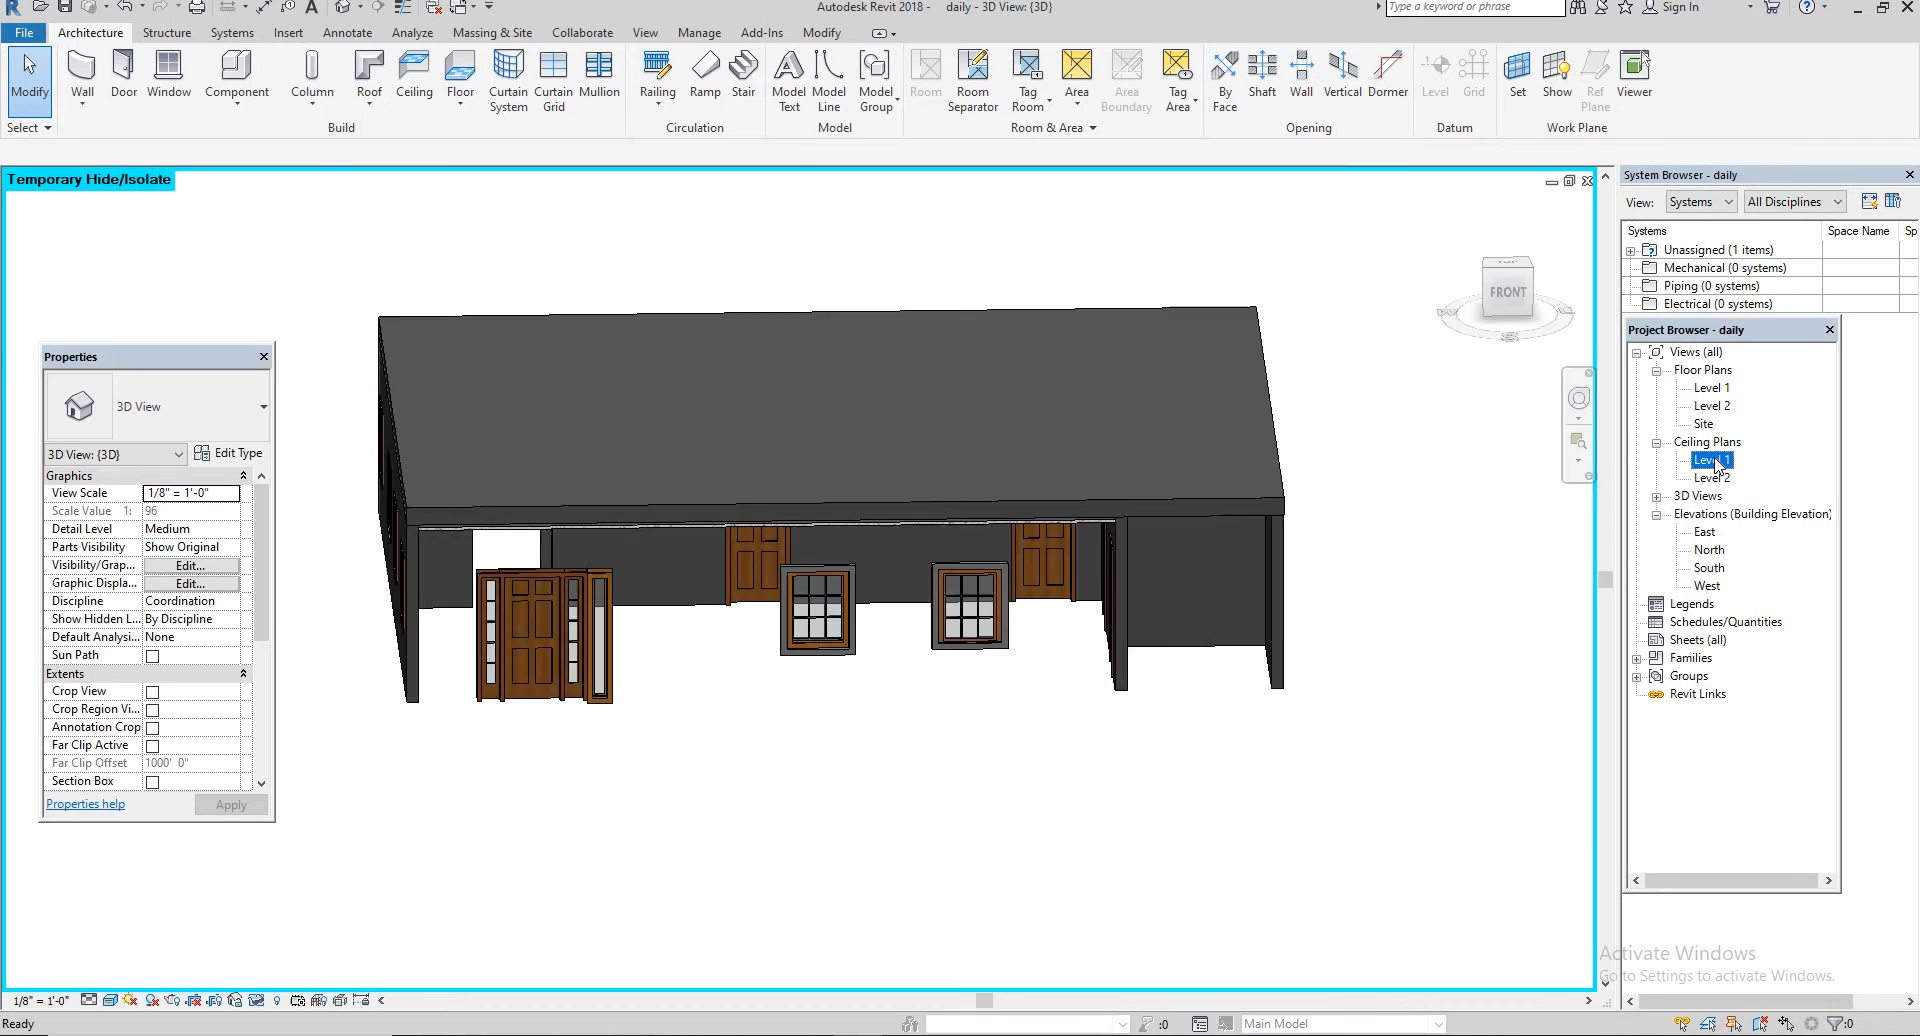 Autodesk Revit 2018 -     daily - 3D View: {3D}
Type a keyword or phrase
Sign In
File Architecture Structure Systems Insert Annotate Analyze Massing & Site Collaborate View Manage Add-Ins Modify
Modify Wall Door Window Component Column Roof Ceiling Floor Curtain System Curtain Grid Mullion Railing Ramp Stair Model Text Model Line Model Group Room Room Separator Tag Room Area Area Boundary Tag Area By Face Shaft Wall Vertical Dormer Level Grid Set Show Ref Plane Viewer
Select Build Circulation Model Room & Area Opening Datum Work Plane
Temporary Hide/Isolate
TOP
FRONT
Properties
3D View
3D View: {3D} Edit Type
Graphics
View Scale 1/8" = 1'-0"
Scale Value 1: 96
Detail Level Medium
Parts Visibility Show Original
Visibility/Grap... Edit...
Graphic Displa... Edit...
Discipline Coordination
Show Hidden L... By Discipline
Default Analysi... None
Sun Path
Extents
Crop View
Crop Region Vi...
Annotation Crop
Far Clip Active
Far Clip Offset 1000' 0"
Section Box
Properties help Apply
System Browser - daily
View: Systems All Disciplines
Systems Space Name Sp
Unassigned (1 items)
Mechanical (0 systems)
Piping (0 systems)
Electrical (0 systems)
Project Browser - daily
Views (all)
Floor Plans
Level 1
Level 2
Site
Ceiling Plans
Level 1
Level 2
3D Views
Elevations (Building Elevation)
East
North
South
West
Legends
Schedules/Quantities
Sheets (all)
Families
Groups
Revit Links
Activate Windows
Go to Settings to activate Windows.
1/8" = 1'-0"
Ready :0 Main Model :0